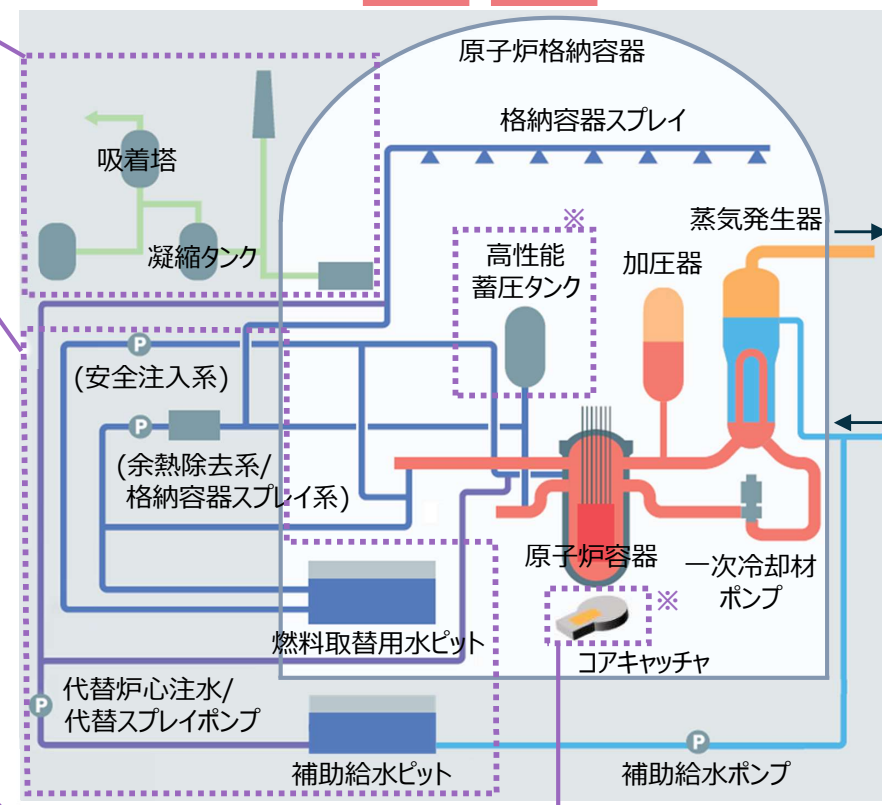 原子炉格納容器
格納容器スプレイ
吸着塔
凝縮タンク
※
高性能
蓄圧タンク
加圧器
蒸気発生器
P
(安全注入系)
P
(余熱除去系/
格納容器スプレイ系)
原子炉容器
一次冷却材
ポンプ
※
コアキャッチャ
燃料取替用水ピット
P
代替炉心注水/
代替スプレイポンプ
補助給水ピット
P
補助給水ポンプ